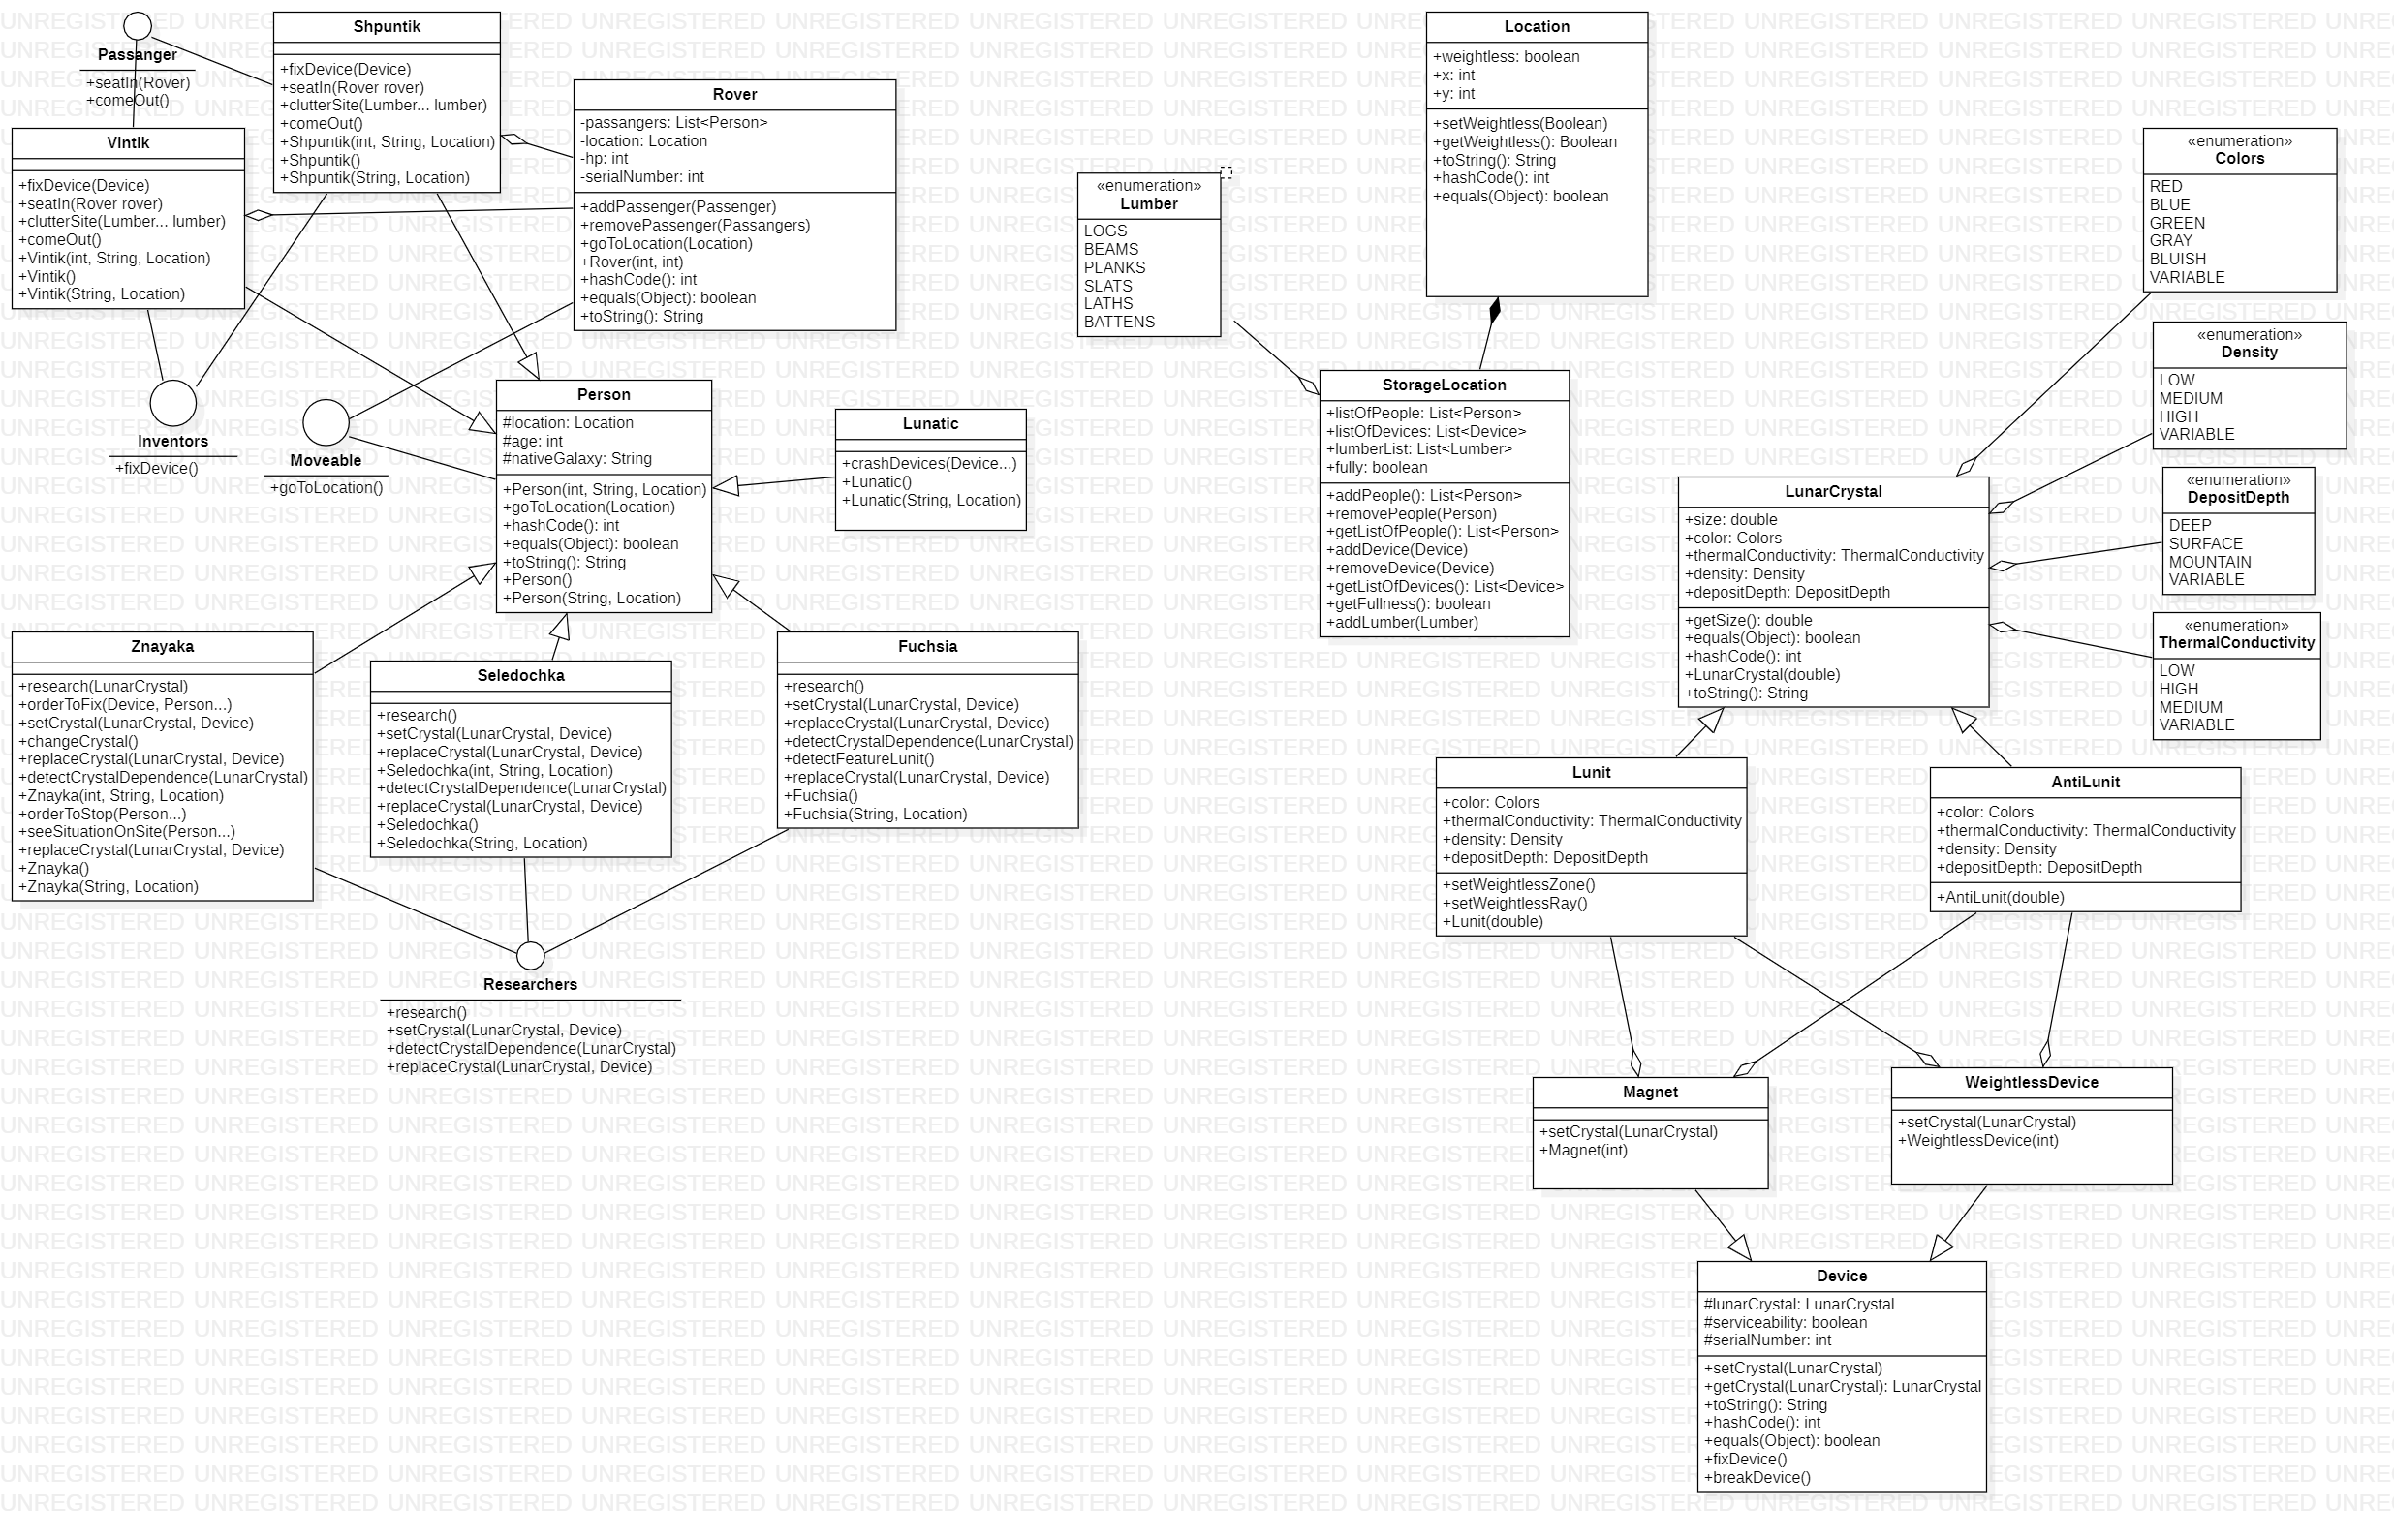 Passanger
+seatIn(Rover)
+comeOut()
Shpuntik
+fixDevice(Device)
+seatIn(Rover rover)
+clutterSite(Lumber... lumber)
+comeOut()
+Shpuntik(int, String, Location)
+Shpuntik()
+Shpuntik(String, Location)
Vintik
+fixDevice(Device)
+seatIn(Rover rover)
+clutterSite(Lumber... lumber)
+comeOut()
+Vintik(int, String, Location)
+Vintik()
+Vintik(String, Location)
Rover
-passangers: List<Person>
-location: Location
-hp: int
-serialNumber: int
+addPassenger(Passenger)
+removePassenger(Passangers)
+goToLocation(Location)
+Rover(int, int)
+hashCode(): int
+equals(Object): boolean
+toString(): String
Inventors
+fixDevice()
Moveable
+goToLocation()
Person
#location: Location
#age: int
#nativeGalaxy: String
+Person(int, String, Location)
+goToLocation(Location)
+hashCode(): int
+equals(Object): boolean
+toString(): String
+Person()
+Person(String, Location)
Lunatic
+crashDevices(Device...)
+Lunatic()
+Lunatic(String, Location)
Znayaka
+research(LunarCrystal)
+orderToFix(Device, Person...)
+setCrystal(LunarCrystal, Device)
+changeCrystal()
+replaceCrystal(LunarCrystal, Device)
+detectCrystalDependence(LunarCrystal)
+Znayka(int, String, Location)
+orderToStop(Person...)
+seeSituationOnSite(Person...)
+replaceCrystal(LunarCrystal, Device)
+Znayka()
+Znayka(String, Location)
Seledochka
+research()
+setCrystal(LunarCrystal, Device)
+replaceCrystal(LunarCrystal, Device)
+Seledochka(int, String, Location)
+detectCrystalDependence(LunarCrystal)
+replaceCrystal(LunarCrystal, Device)
+Seledochka()
+Seledochka(String, Location)
Fuchsia
+research()
+setCrystal(LunarCrystal, Device)
+replaceCrystal(LunarCrystal, Device)
+detectCrystalDependence(LunarCrystal)
+detectFeatureLunit()
+replaceCrystal(LunarCrystal, Device)
+Fuchsia()
+Fuchsia(String, Location)
Researchers
+research()
+setCrystal(LunarCrystal, Device)
+detectCrystalDependence(LunarCrystal)
+replaceCrystal(LunarCrystal, Device)
«enumeration»
Lumber
LOGS
BEAMS
PLANKS
SLATS
LATHS
BATTENS
Location
+weightless: boolean
+x: int
+y: int
+setWeightless(Boolean)
+getWeightless(): Boolean
+toString(): String
+hashCode(): int
+equals(Object): boolean
StorageLocation
+listOfPeople: List<Person>
+listOfDevices: List<Device>
+lumberList: List<Lumber>
+fully: boolean
+addPeople(): List<Person>
+removePeople(Person)
+getListOfPeople(): List<Person>
+addDevice(Device)
+removeDevice(Device)
+getListOfDevices(): List<Device>
+getFullness(): boolean
+addLumber(Lumber)
«enumeration»
Colors
RED
BLUE
GREEN
GRAY
BLUISH
VARIABLE
«enumeration»
Density
LOW
MEDIUM
HIGH
VARIABLE
«enumeration»
DepositDepth
DEEP
SURFACE
MOUNTAIN
VARIABLE
«enumeration»
ThermalConductivity
LOW
HIGH
MEDIUM
VARIABLE
LunarCrystal
+size: double
+color: Colors
+thermalConductivity: ThermalConductivity
+density: Density
+depositDepth: DepositDepth
+getSize(): double
+equals(Object): boolean
+hashCode(): int
+LunarCrystal(double)
+toString(): String
Lunit
+color: Colors
+thermalConductivity: ThermalConductivity
+density: Density
+depositDepth: DepositDepth
+setWeightlessZone()
+setWeightlessRay()
+Lunit(double)
AntiLunit
+color: Colors
+thermalConductivity: ThermalConductivity
+density: Density
+depositDepth: DepositDepth
+AntiLunit(double)
Magnet
+setCrystal(LunarCrystal)
+Magnet(int)
WeightlessDevice
+setCrystal(LunarCrystal)
+WeightlessDevice(int)
Device
#lunarCrystal: LunarCrystal
#serviceability: boolean
#serialNumber: int
+setCrystal(LunarCrystal)
+getCrystal(LunarCrystal): LunarCrystal
+toString(): String
+hashCode(): int
+equals(Object): boolean
+fixDevice()
+breakDevice()